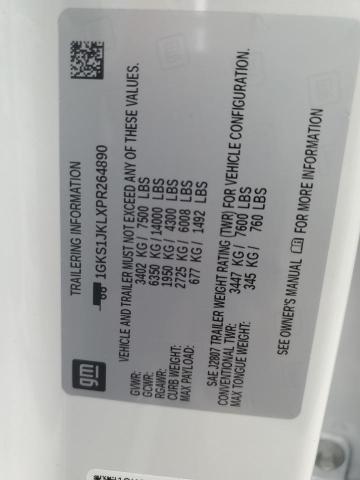 TRAILERING INFORMATION
1GKS1JKLXPR264890
VEHICLE AND TRAILER MUST NOT EXCEED ANY OF THESE VALUES.
GVWR: 3402 KG/ 7500 LBS
GCWR: 6350 KG/14000 LBS
RGAWR: 1950 KG/ 4300 LBS
CURB WEIGHT: 2725 KG/ 6008 LBS
MAX PAYLOAD: 677 KG/ 1492 LBS
SAE J2807 TRAILER WEIGHT RATING (TWR) FOR VEHICLE CONFIGURATION.
CONVENTIONAL TWR: 3447 KG/ 7600 LBS
MAX TONGUE WEIGHT: 345 KG/ 760 LBS
SEE OWNER'S MANUAL FOR MORE INFORMATION
gm